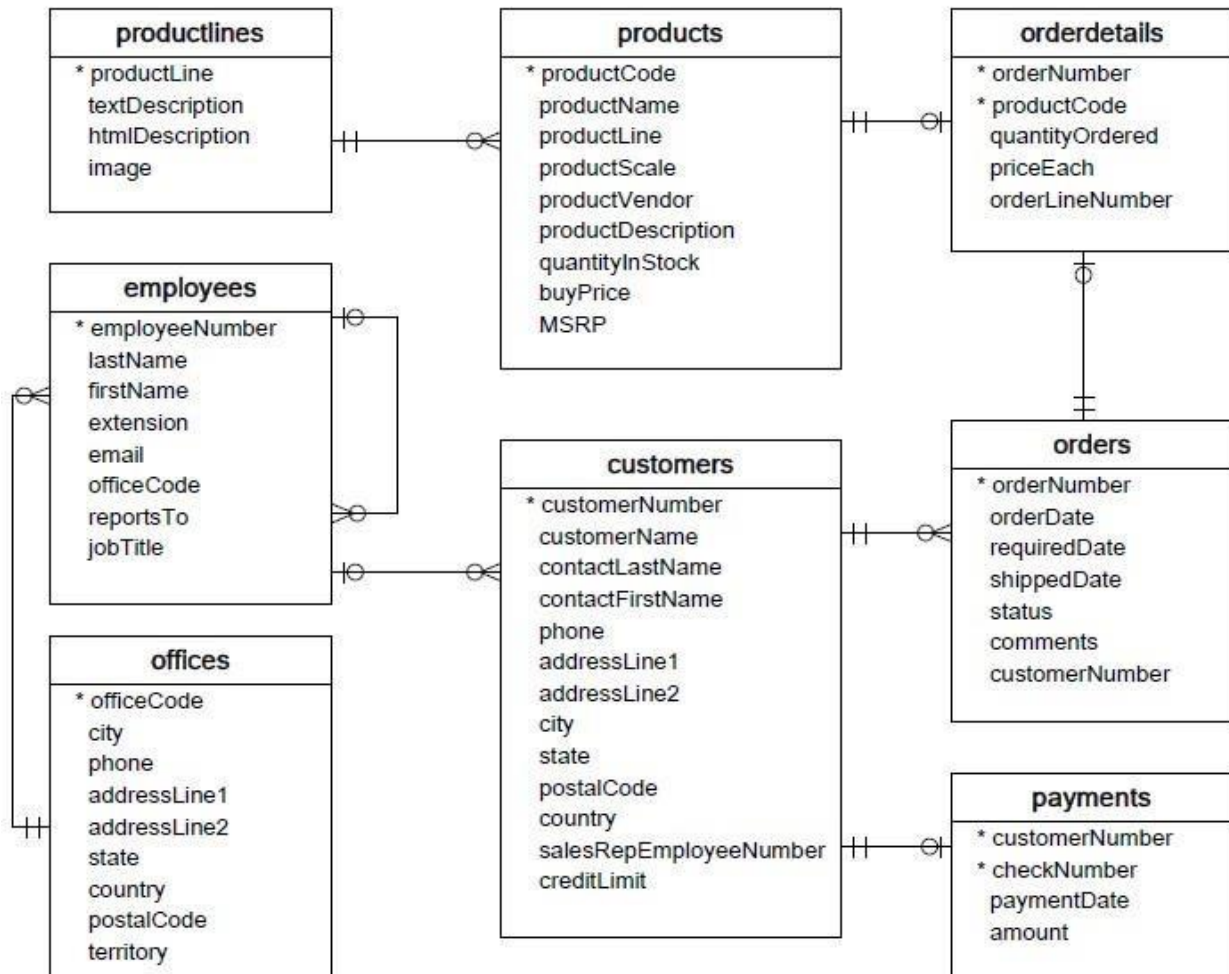 productlines
* productLine
textDescription
htmlDescription
image
products
* productCode
productName
productLine
productScale
productVendor
productDescription
quantityInStock
buyPrice
MSRP
orderdetails
* orderNumber
* productCode
quantityOrdered
priceEach
orderLineNumber
employees
* employeeNumber
lastName
firstName
extension
email
officeCode
reportsTo
jobTitle
customers
* customerNumber
customerName
contactLastName
contactFirstName
phone
addressLine1
addressLine2
city
state
postalCode
country
salesRepEmployeeNumber
creditLimit
orders
* orderNumber
orderDate
requiredDate
shippedDate
status
comments
customerNumber
offices
* officeCode
city
phone
addressLine1
addressLine2
state
country
postalCode
territory
payments
* customerNumber
* checkNumber
paymentDate
amount